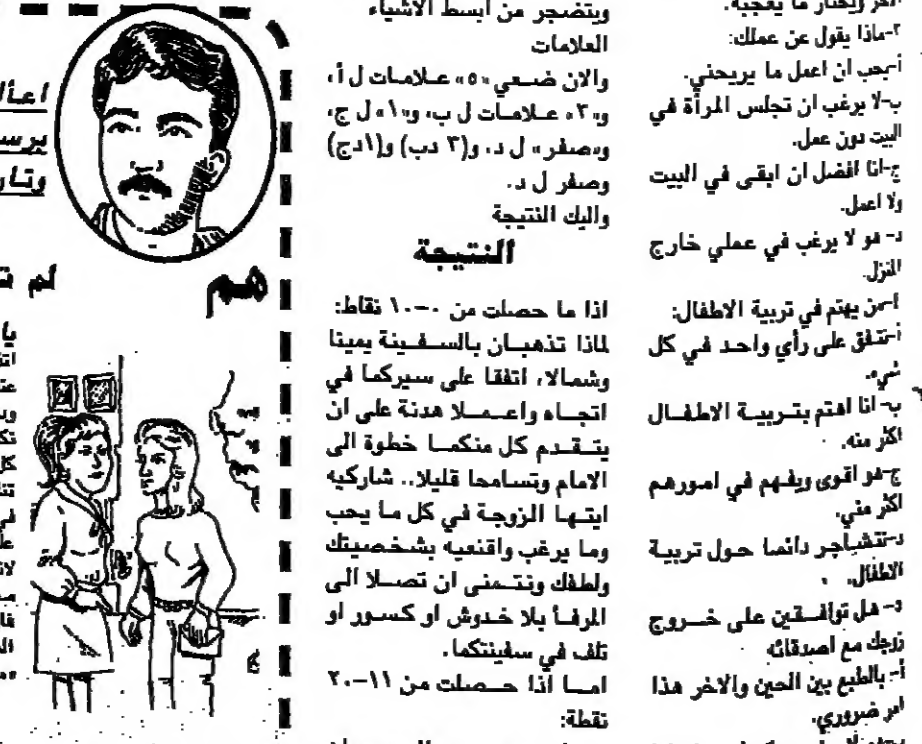 اكثر ويختار ما يعجبه.
٢-ماذا يقول عن عملك:
أ-يحب ان اعمل ما يريحني.
ب-لا يرغب ان تجلس المرأة في
البيت دون عمل.
ج-انا افضل ان ابقى في البيت
ولا اعمل.
د- هو لا يرغب في عملي خارج
المنزل.
من يهتم في تربية الاطفال:
أ-نتفق على رأي واحد في كل
شيء.
ب- انا اهتم بتربية الاطفال
اكثر منه.
ج-هو اقوى ويفهم في امورهم
اكثر مني.
د-نتشاجر دائما حول تربية
الاطفال.
هل توافقين على خروج
زوجك مع اصدقائه
أ- بالطبع بين الحين والاخر هذا
امر ضروري.
ويتضجر من ابسط الاشياء
العلامات
والان ضعي «٥» علامات ل أ،
و«٣» علامات ل ب، و«١» ل ج،
و«صفر» ل د. و(٣ دب) و(١دج)
وصفر ل د.
واليك النتيجة
النتيجة
اذا ما حصلت من ٠-١٠ نقاط:
لماذا تذهبان بالسفينة يمينا
وشمالا، اتفقا على سيركما في
اتجاه واعملا هدنة على ان
يتقدم كل منكما خطوة الى
الامام وتسامحا قليلا.. شاركيه
ايتها الزوجة في كل ما يحب
وما يرغب واقنعيه بشخصيتك
ولطفك ونتمنى ان تصلا الى
المرفأ بلا خدوش او كسور او
تلف في سفينتكما.
اما اذا حصلت من ١١-٢٠
نقطة:
هم
لم